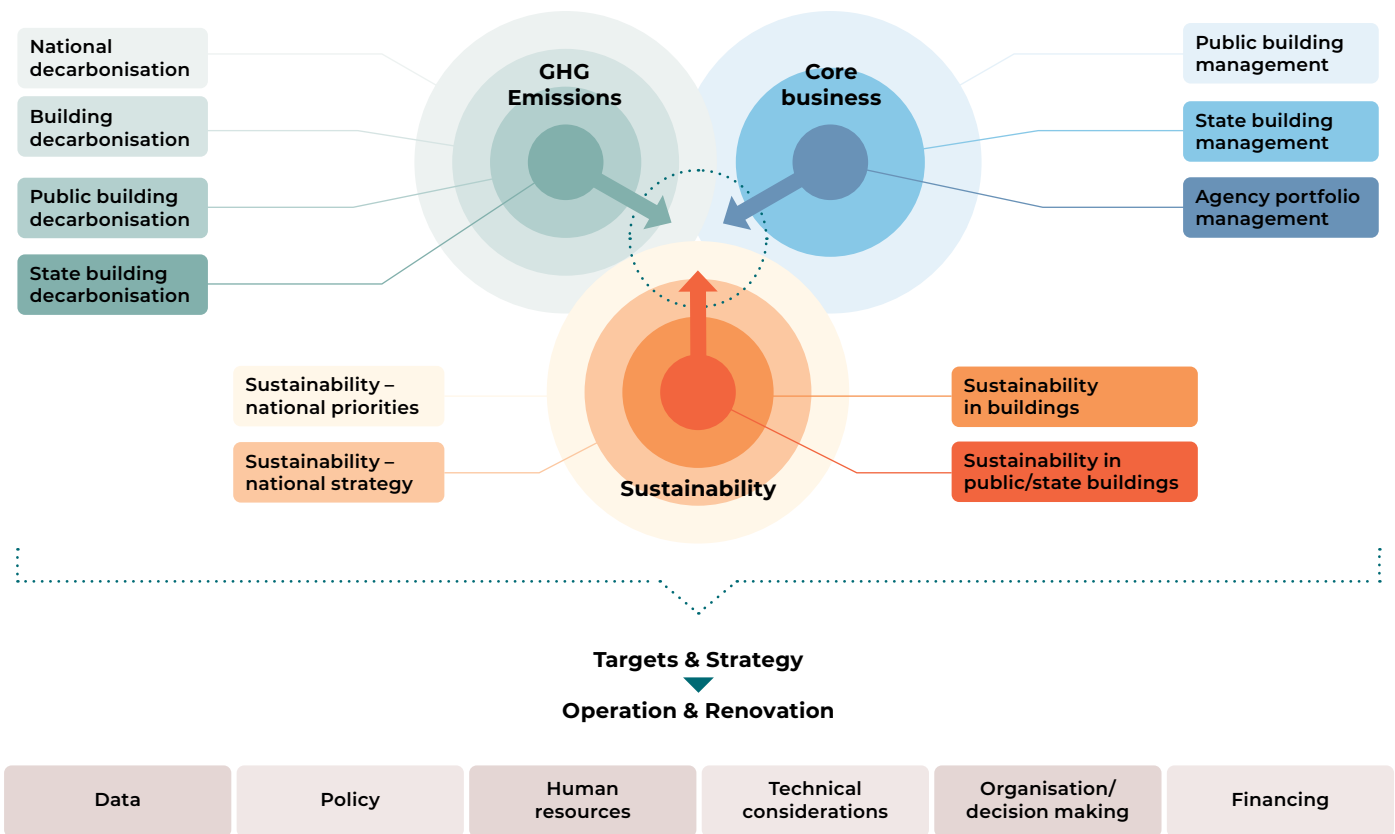 National
decarbonisation
Building
decarbonisation
Public building
decarbonisation
State building
decarbonisation
GHG
Emissions
Core
business
Public building
management
State building
management
Agency portfolio
management
Sustainability –
national priorities
Sustainability –
national strategy
Sustainability
Sustainability
in buildings
Sustainability in
public/state buildings
Targets & Strategy
Operation & Renovation
Data
Policy
Human
resources
Technical
considerations
Organisation/
decision making
Financing